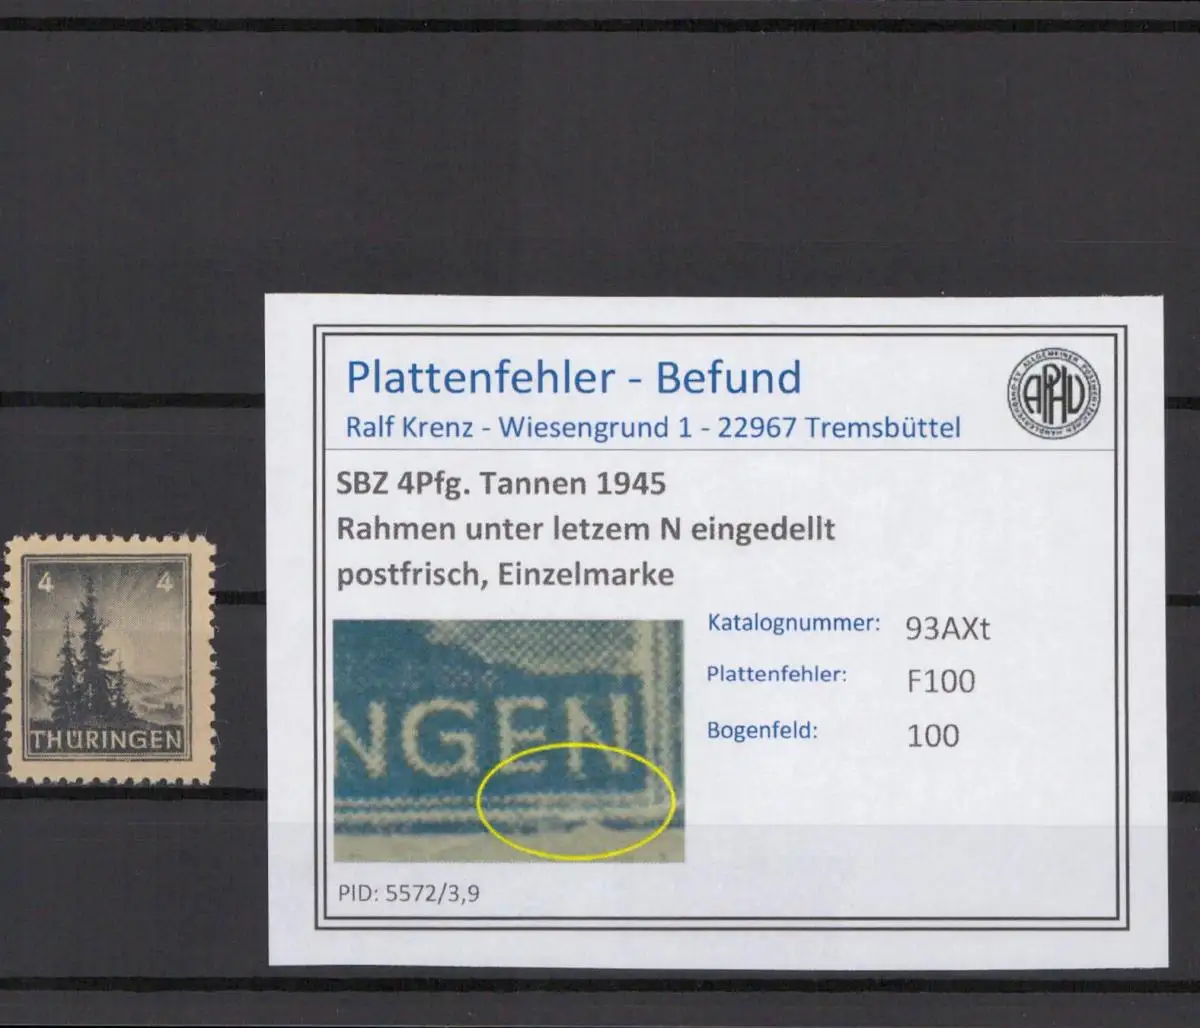 4 4
THÜRINGEN
Plattenfehler - Befund
Ralf Krenz - Wiesengrund 1 - 22967 Tremsbüttel
APHV
SBZ 4Pfg. Tannen 1945
Rahmen unter letzem N eingedellt
postfrisch, Einzelmarke
NGEN
Katalognummer: 93AXt
Plattenfehler: F100
Bogenfeld: 100
PID: 5572/3,9